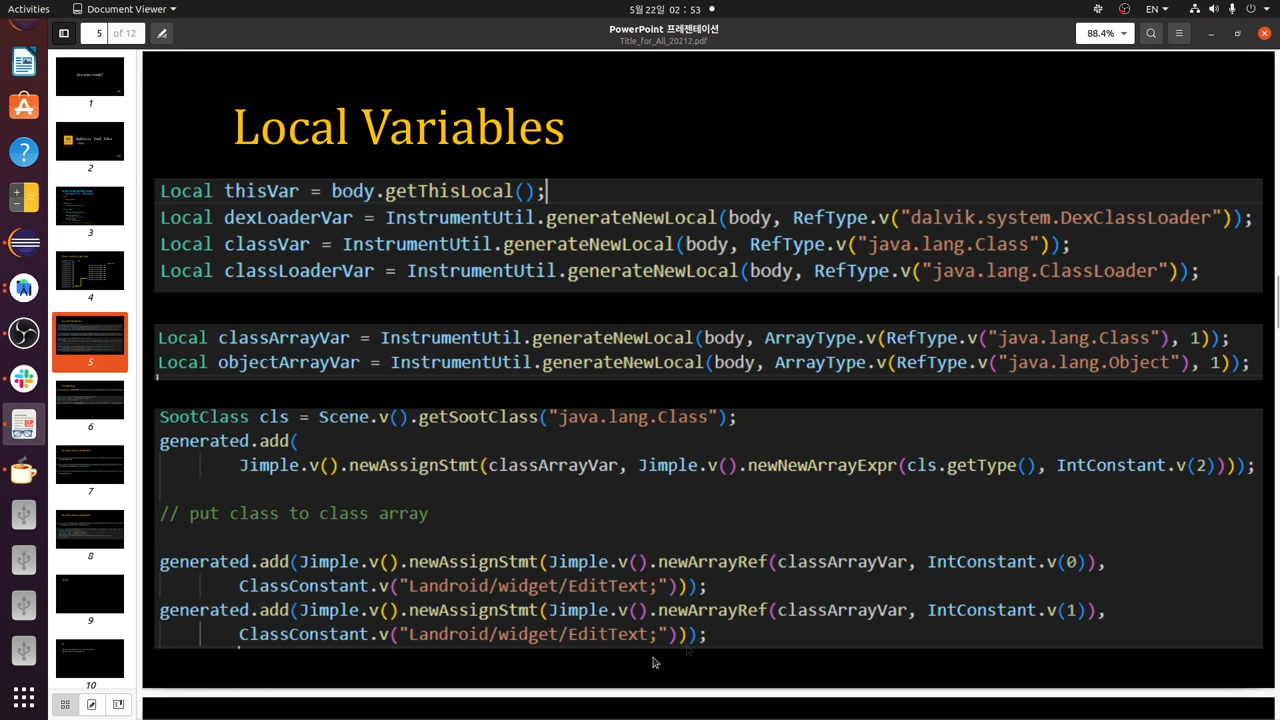 Activities
Document Viewer
5월 22일 02 : 53
EN
5
of 12
PowerPoint 프레젠테이션
Title_for_All_20212.pdf
88.4%
Are you ready?
1
2
3
4
5
6
7
8
9
10
Local Variables
Local thisVar = body.getThisLocal();
Local dexLoaderVar = InstrumentUtil.generateNewLocal(body, RefType.v("dalvik.system.DexClassLoader"));
Local classVar = InstrumentUtil.generateNewLocal(body, RefType.v("java.lang.Class"));
Local classLoaderVar = InstrumentUtil.generateNewLocal(body, RefType.v("java.lang.ClassLoader"));
Local classArrayVar = InstrumentUtil.generateNewLocal(body, ArrayType.v(RefType.v("java.lang.Class"), 1));
Local objectArrayVar = InstrumentUtil.generateNewLocal(body, ArrayType.v(RefType.v("java.lang.Object"), 1));
SootClass cls = Scene.v().getSootClass("java.lang.Class");
generated.add(
Jimple.v().newAssignStmt(classArrayVar, Jimple.v().newNewArrayExpr(cls.getType(), IntConstant.v(2))));
// put class to class array
generated.add(Jimple.v().newAssignStmt(Jimple.v().newArrayRef(classArrayVar, IntConstant.v(0)),
ClassConstant.v("Landroid/widget/EditText;")));
generated.add(Jimple.v().newAssignStmt(Jimple.v().newArrayRef(classArrayVar, IntConstant.v(1)),
ClassConstant.v("Landroid/widget/EditText;")));